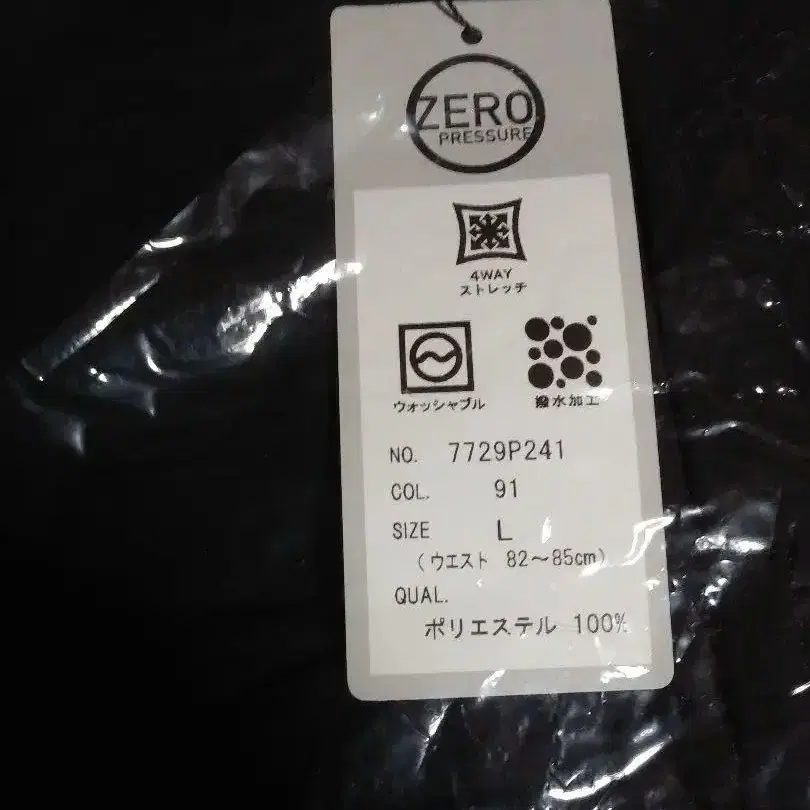 ZERO
PRESSURE
4WAY
ストレッチ
ウォッシャブル 撥水加工
NO. 7729P241
COL. 91
SIZE L
(ウエスト 82~85cm)
QUAL.
ポリエステル 100%